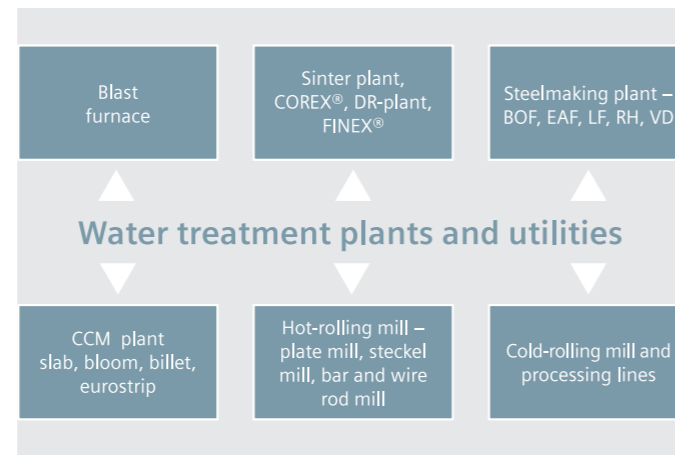 Blast
furnace
Sinter plant,
COREX®, DR-plant,
FINEX®
Steelmaking plant –
BOF, EAF, LF, RH, VD
Water treatment plants and utilities
CCM plant
slab, bloom, billet,
eurostrip
Hot-rolling mill –
plate mill, steckel
mill, bar and wire
rod mill
Cold-rolling mill and
processing lines